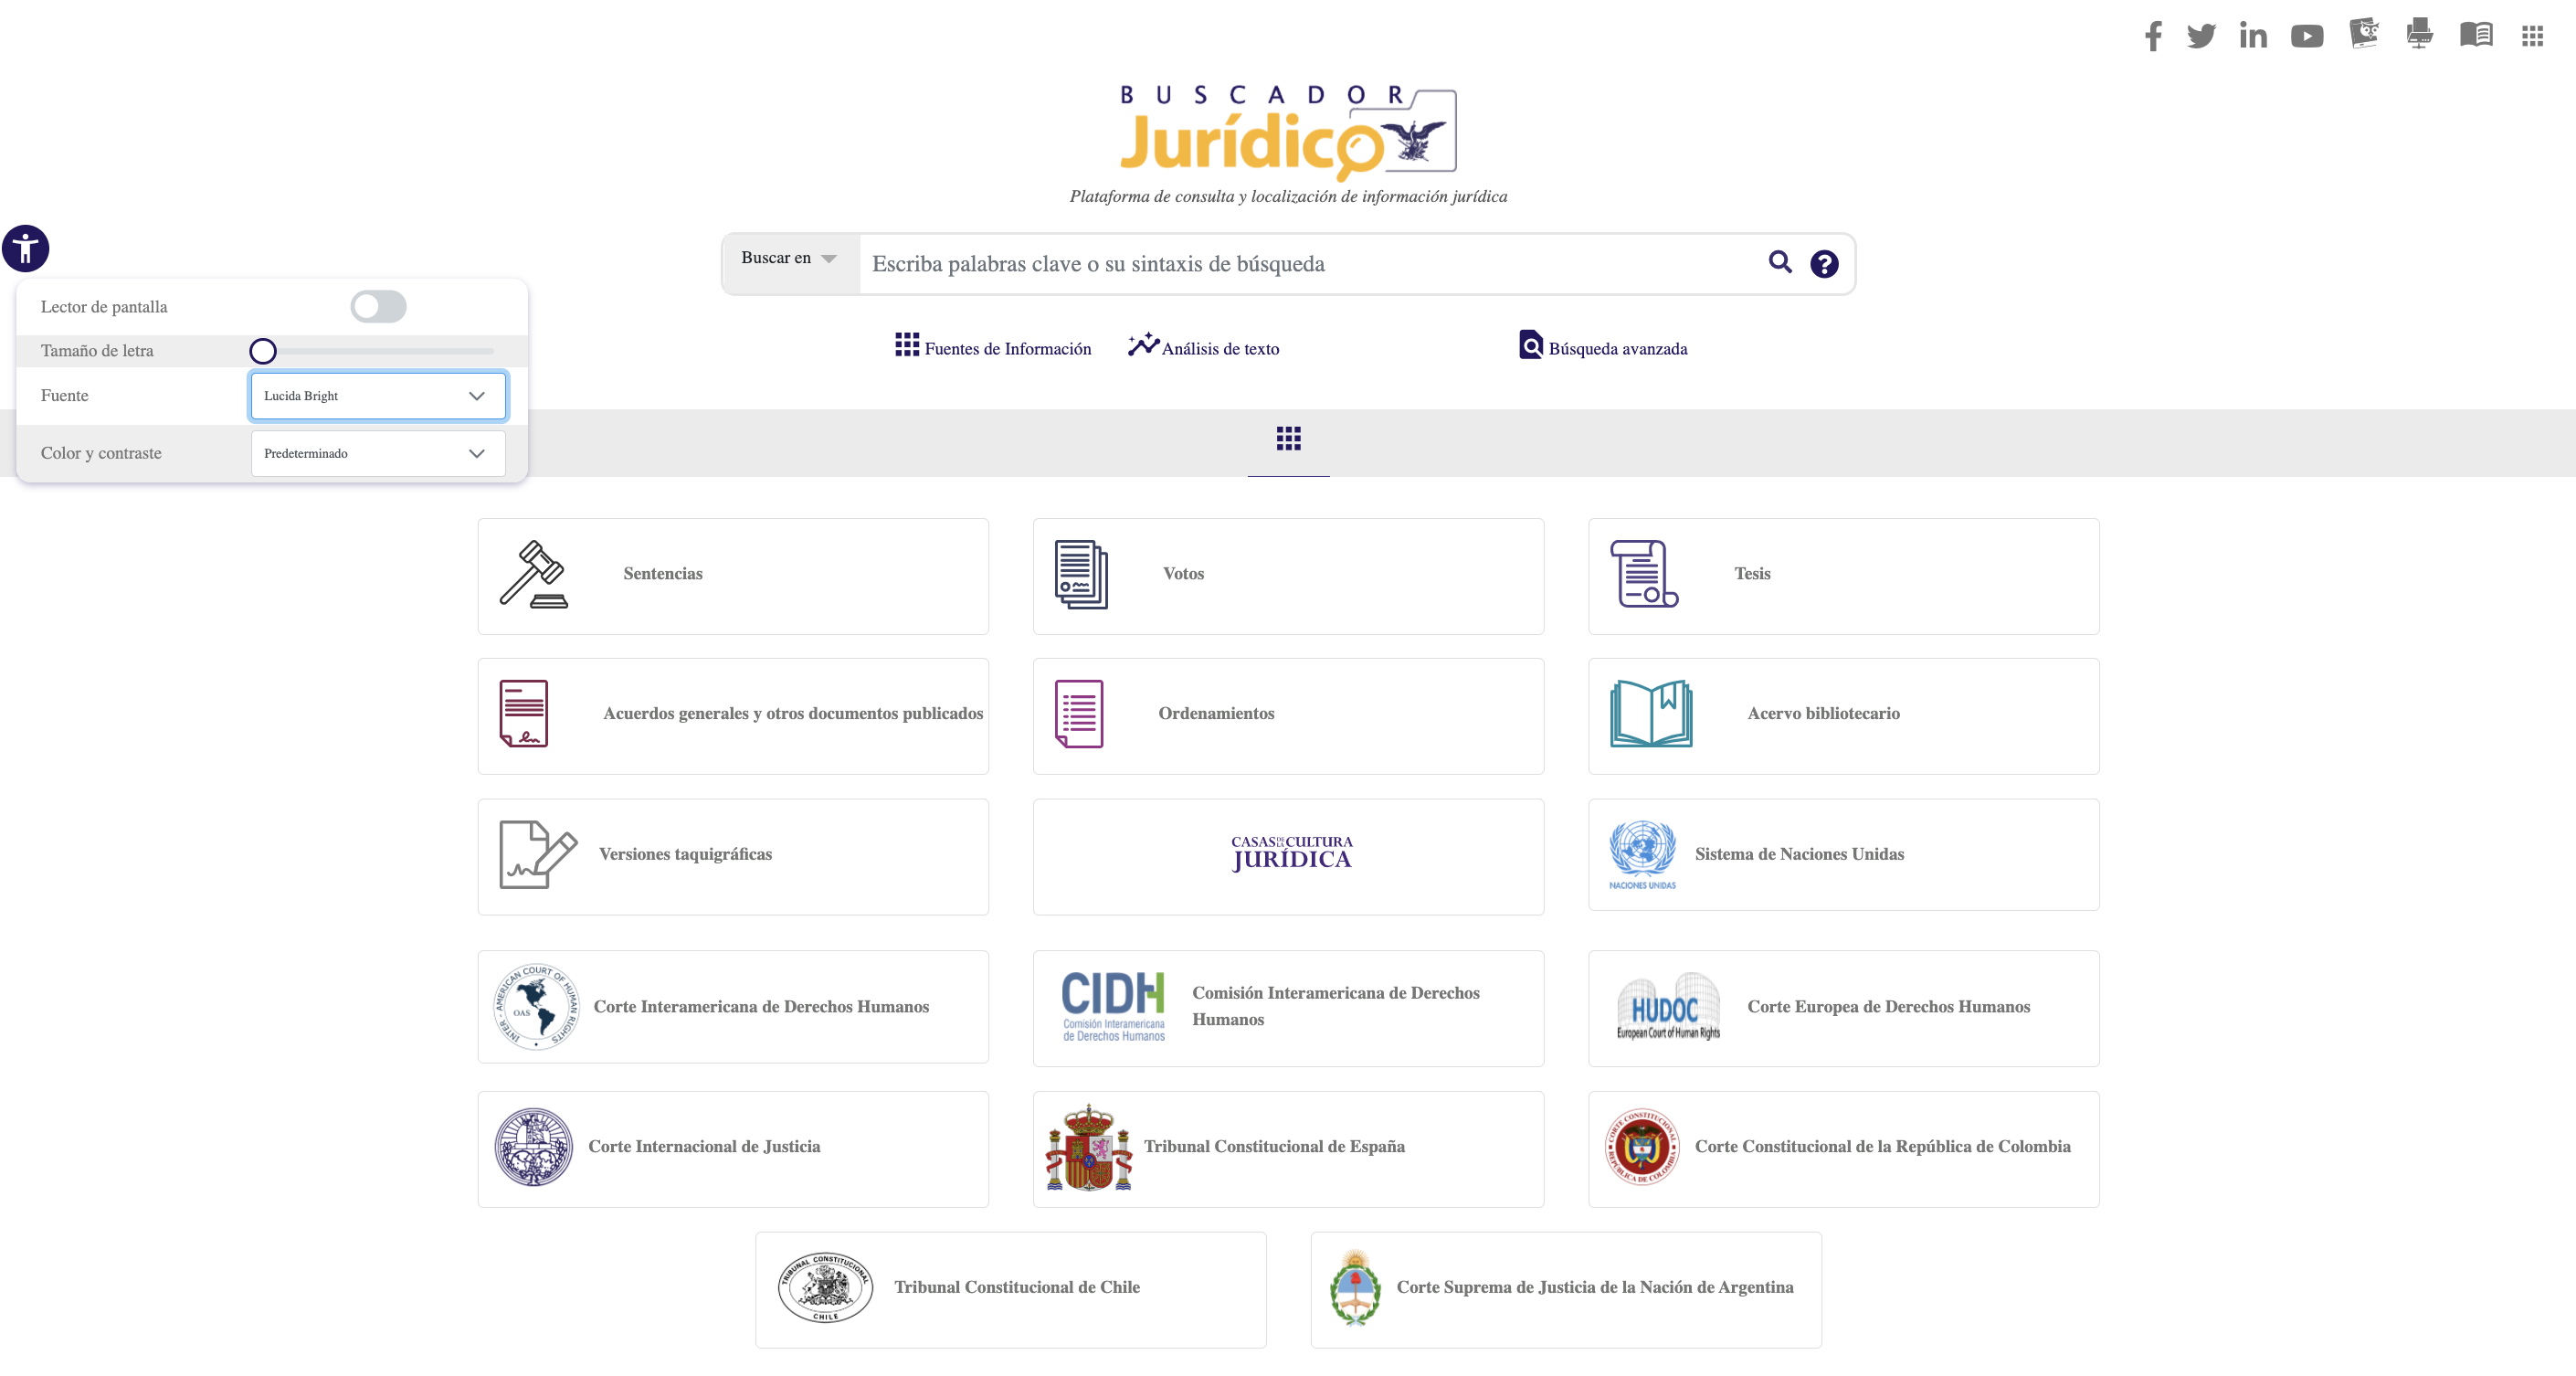 BUSCADOR
Jurídico
Plataforma de consulta y localización de información jurídica
Buscar en
Escriba palabras clave o su sintaxis de búsqueda
Lector de pantalla
Tamaño de letra
Fuente
Lucida Bright
Color y contraste
Predeterminado
Fuentes de Información
Análisis de texto
Búsqueda avanzada
Sentencias
Votos
Tesis
Acuerdos generales y otros documentos publicados
Ordenamientos
Acervo bibliotecario
Versiones taquigráficas
CASAS DE LA CULTURA
JURÍDICA
NACIONES UNIDAS
Sistema de Naciones Unidas
INTER-AMERICAN COURT OF HUMAN RIGHTS
OAS
Corte Interamericana de Derechos Humanos
CIDH
Comisión Interamericana
de Derechos Humanos
Comisión Interamericana de Derechos
Humanos
HUDOC
European Court of Human Rights
Corte Europea de Derechos Humanos
Corte Internacional de Justicia
Tribunal Constitucional de España
CORTE CONSTITUCIONAL
REPUBLICA DE COLOMBIA
Corte Constitucional de la República de Colombia
TRIBUNAL CONSTITUCIONAL
CHILE
Tribunal Constitucional de Chile
Corte Suprema de Justicia de la Nación de Argentina